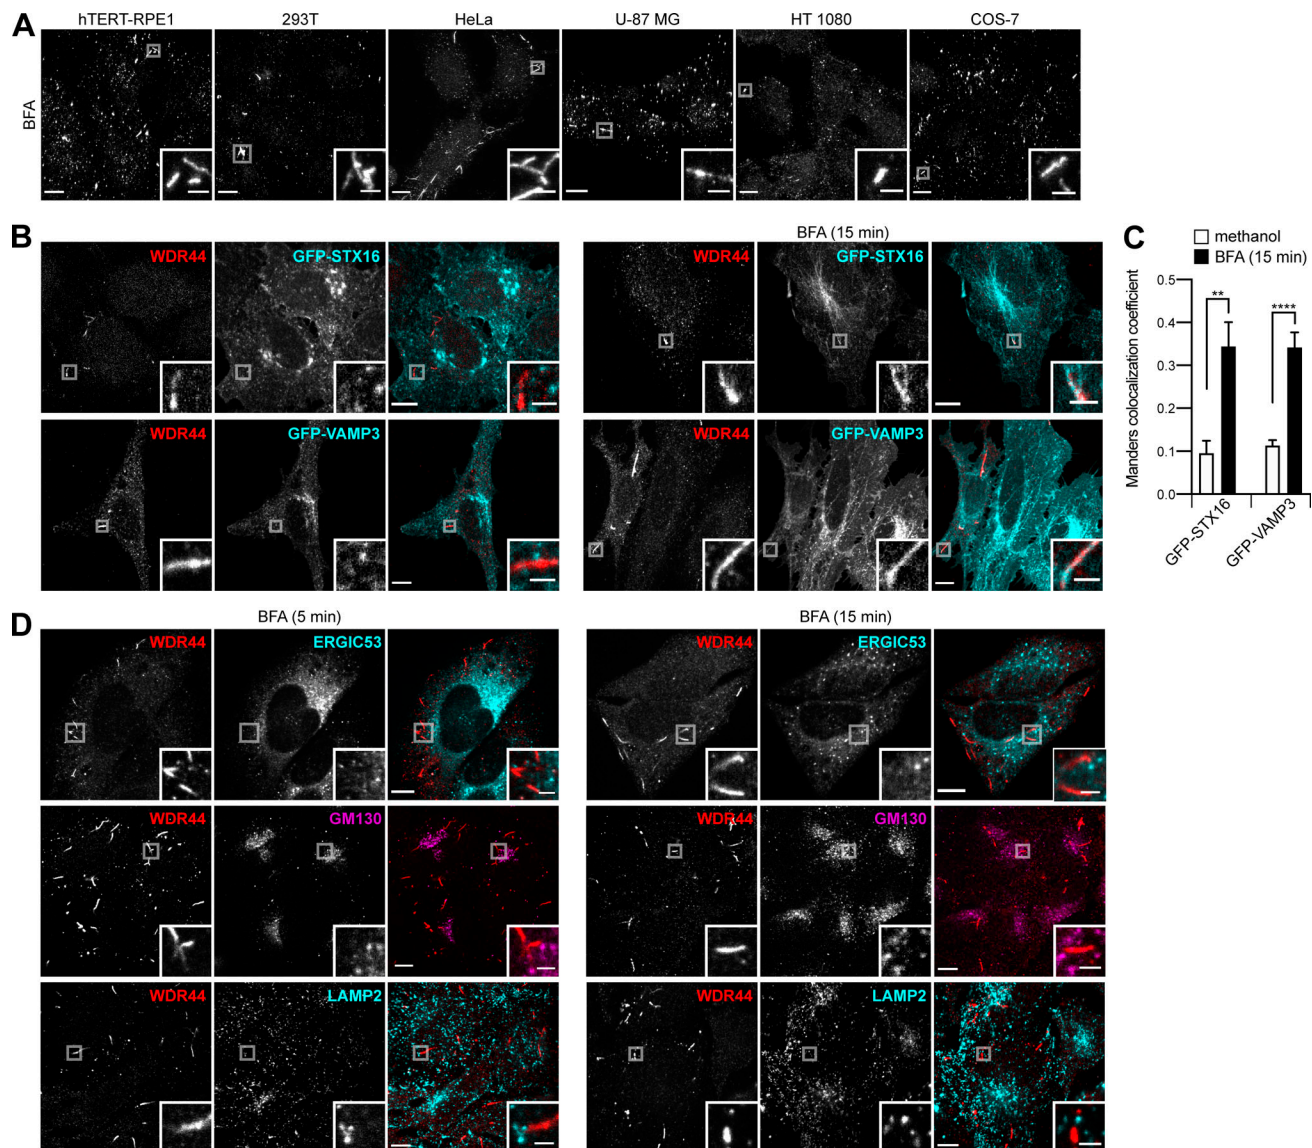 A
hTERT-RPE1 293T HeLa U-87 MG HT 1080 COS-7
BFA
B
BFA (15 min)
WDR44 GFP-STX16 WDR44 GFP-STX16
WDR44 GFP-VAMP3 WDR44 GFP-VAMP3
C
methanol
BFA (15 min)
Manders colocalization coefficient
0.5
** ****
0.4
0.3
0.2
0.1
0.0
GFP-STX16 GFP-VAMP3
D
BFA (5 min) BFA (15 min)
WDR44 ERGIC53 WDR44 ERGIC53
WDR44 GM130 WDR44 GM130
WDR44 LAMP2 WDR44 LAMP2